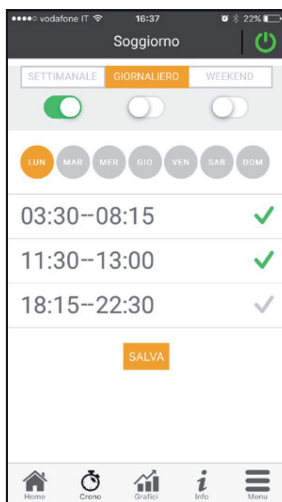 vodafone IT 16:37 22%
Soggiorno
SETTIMANALE GIORNALIERO WEEKEND
LUN MAR MER GIO VEN SAB DOM
03:30--08:15
11:30--13:00
18:15--22:30
SALVA
Home Crono Grafici Info Menu